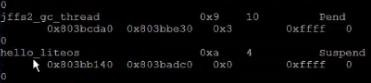 0
jffs2_gc_thread 0x9 10 Pend
0x803bcda0 0x803bbe30 0x3 0xffff 0
0
hello_liteos 0xa 4 Suspend
0x803bb140 0x803badc0 0x0 0xffff 0
0